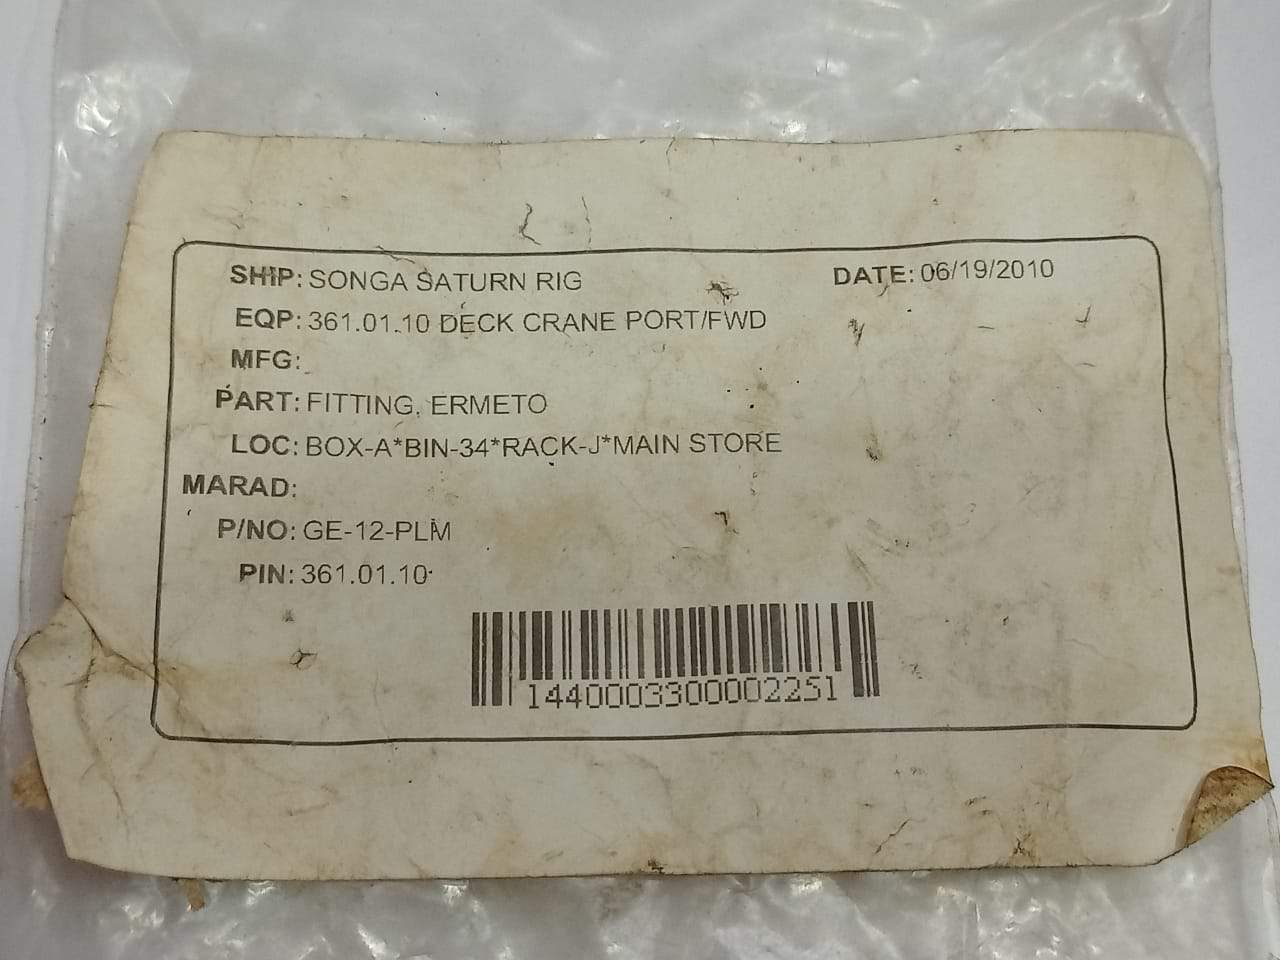 SHIP: SONGA SATURN RIG DATE: 06/19/2010
EQP: 361.01.10 DECK CRANE PORT/FWD
MFG:
PART: FITTING, ERMETO
LOC: BOX-A*BIN-34*RACK-J*MAIN STORE
MARAD:
P/NO: GE-12-PLM
PIN: 361.01.10
1440003300002251